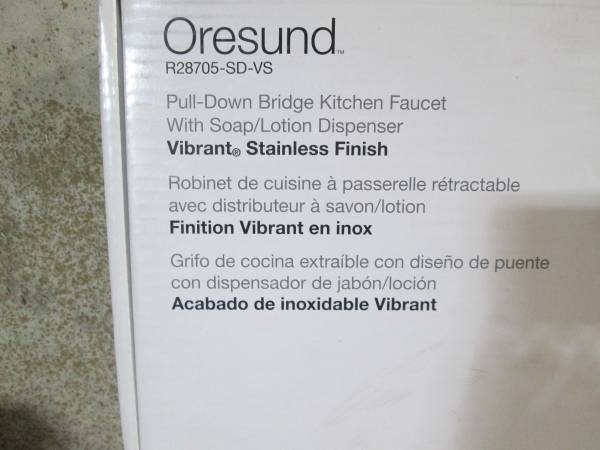 Oresund™
R28705-SD-VS
Pull-Down Bridge Kitchen Faucet
With Soap/Lotion Dispenser
Vibrant® Stainless Finish
Robinet de cuisine à passerelle rétractable
avec distributeur à savon/lotion
Finition Vibrant en inox
Grifo de cocina extraíble con diseño de puente
con dispensador de jabón/loción
Acabado de inoxidable Vibrant